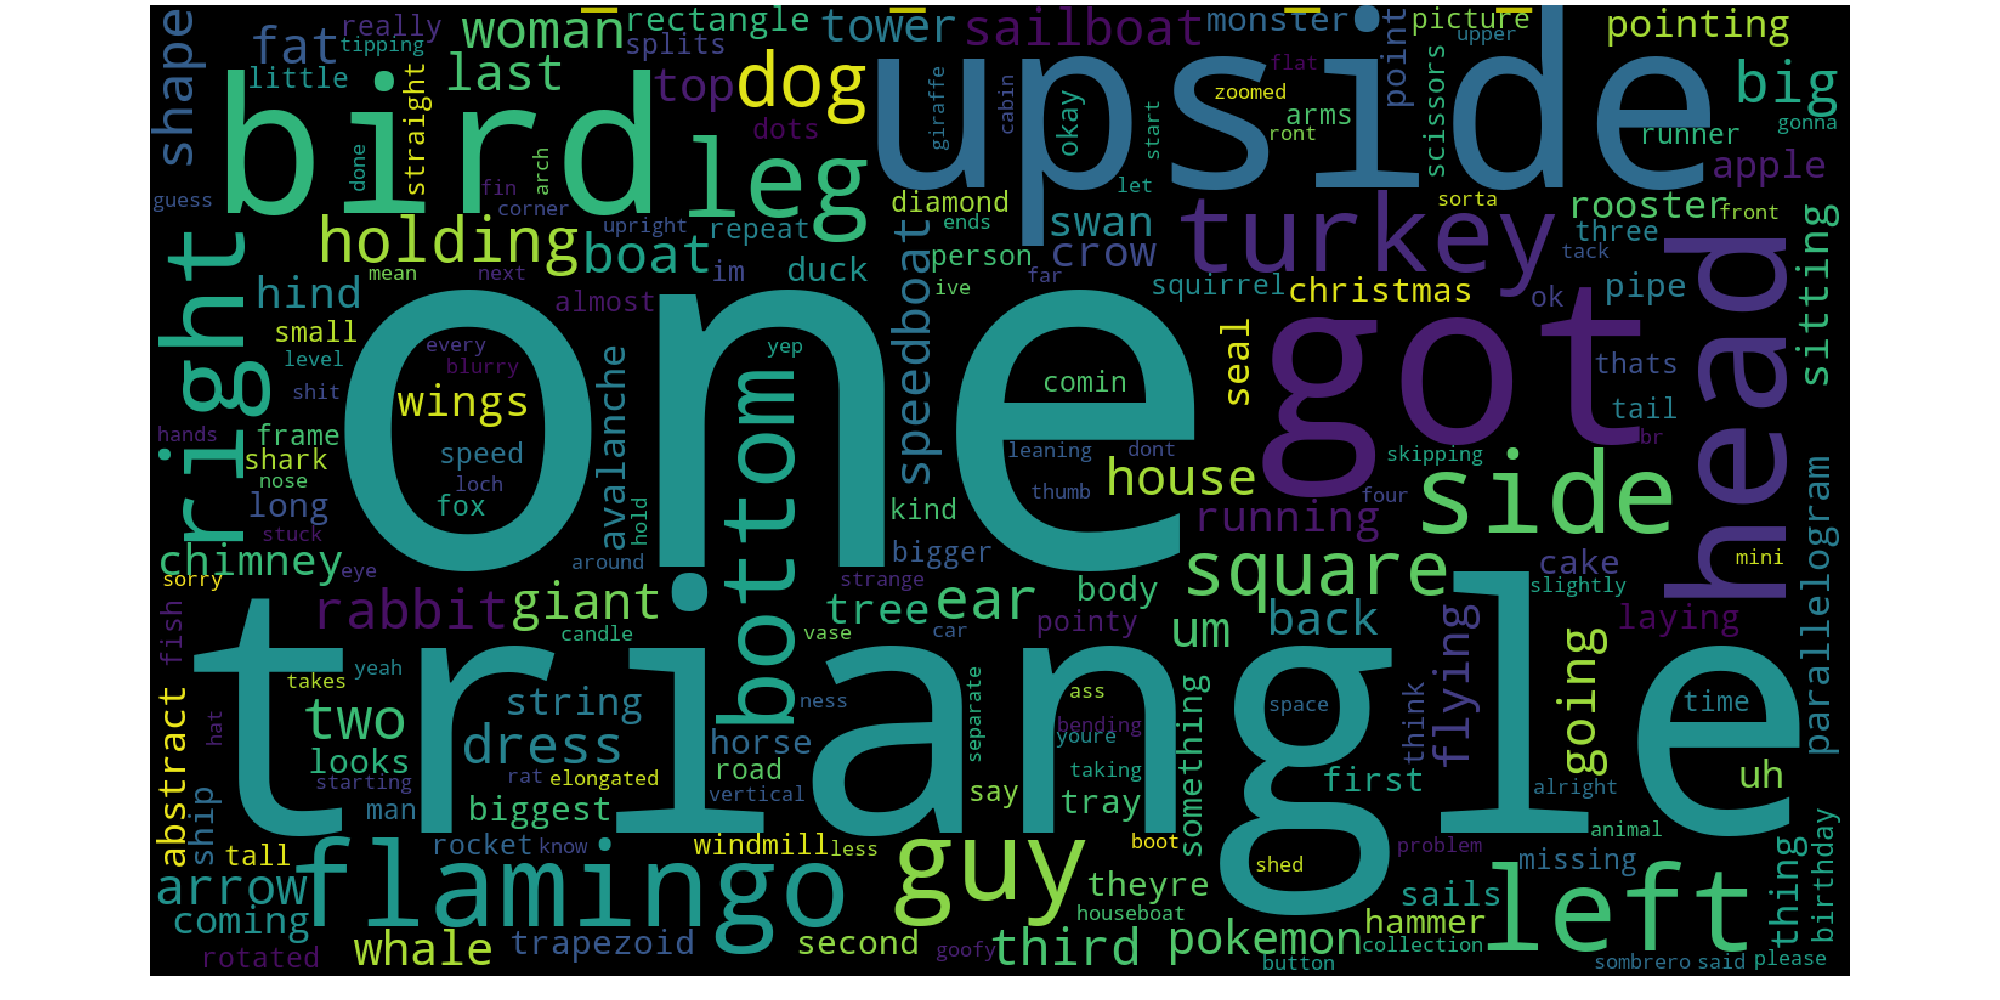 shape
fat
really
tipping
little
woman
last
rectangle
splits
top
tower
dog
dots
sailboat
monster
picture
upper
point
pointing
bird
leg
upside
straight
done
arch
fin
corner
guess
giraffe
cabin
okay
start
flat
zoomed
arms
ront
scissors
runner
big
gonna
apple
let
sorta
diamond
ends
swan
crow
turkey
rooster
front
three
tack
head
sitting
right
holding
hind
mean
next
boat
upright
repeat
im
duck
almost
speedboat
person
ive
far
squirrel
christmas
ok
pipe
small
level
shit
every
blurry
wings
one
yep
bottom
comin
seal
got
thats
tail
br
hands
frame
shark
nose
long
stuck
speed
loch
fox
avalanche
hold
around
kind
bigger
leaning
dont
thumb
house
running
four
skipping
side
parallelogram
chimney
sorry
eye
fish
rabbit
giant
candle
strange
tree
ear
vase
car
body
pointy
square
um
back
cake
slightly
mini
laying
flying
going
triangle
abstract
hat
takes
yeah
two
looks
starting
string
dress
rat
elongated
ness
horse
road
vertical
separate
ass
bending
youre
taking
say
something
space
think
first
time
uh
alright
ship
man
biggest
tray
tall
arrow
coming
flamingo
rocket
know
windmill
less
guy
boot
theyre
houseboat
shed
problem
animal
missing
sails
left
thing
birthday
rotated
whale
trapezoid
second
goofy
third
pokemon
button
hammer
collection
sombrero
said
please